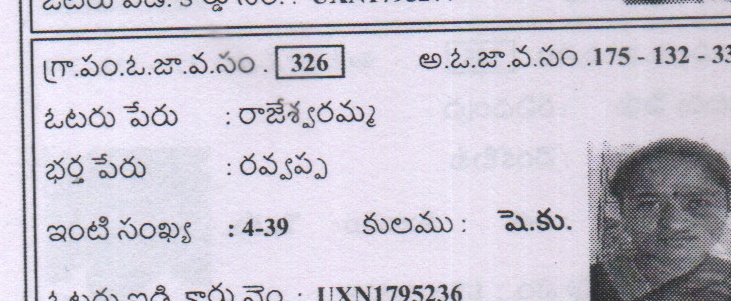 గ్రా.పం.ఓ.జా.వ.సం . 326 అ.ఓ.జా.వ.సం .175 - 132 - 33
ఓటరు పేరు : రాజేశ్వరమ్మ
భర్త పేరు : రవ్వప్ప
ఇంటి సంఖ్య : 4-39 కులము : షె.కు.
ఓటరు ఐడి కార్డు నెం : UXN1795236